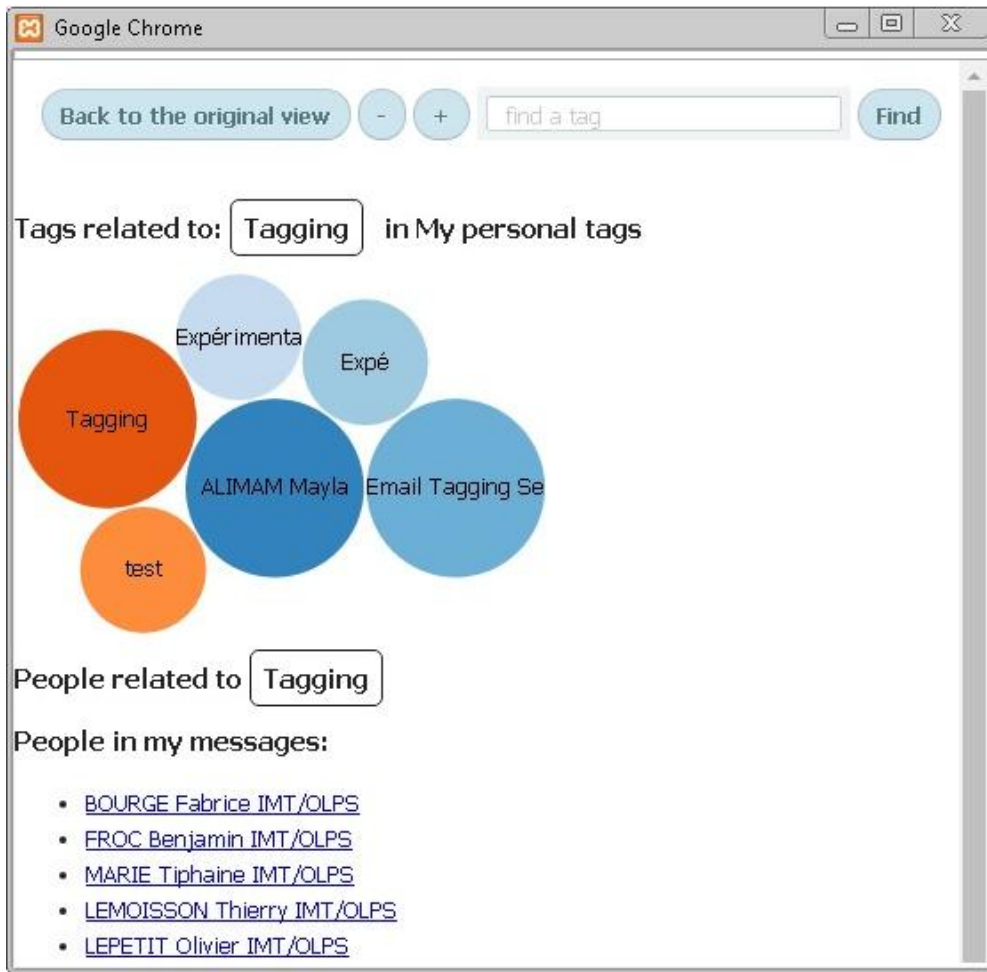 Google Chrome
Back to the original view - + find a tag Find
Tags related to: Tagging in My personal tags
Expérimenta
Expé
Tagging
ALIMAM Mayla
Email Tagging Se
test
People related to Tagging
People in my messages:
• BOURGE Fabrice IMT/OLPS
• FROC Benjamin IMT/OLPS
• MARIE Tiphaine IMT/OLPS
• LEMOISSON Thierry IMT/OLPS
• LEPETIT Olivier IMT/OLPS